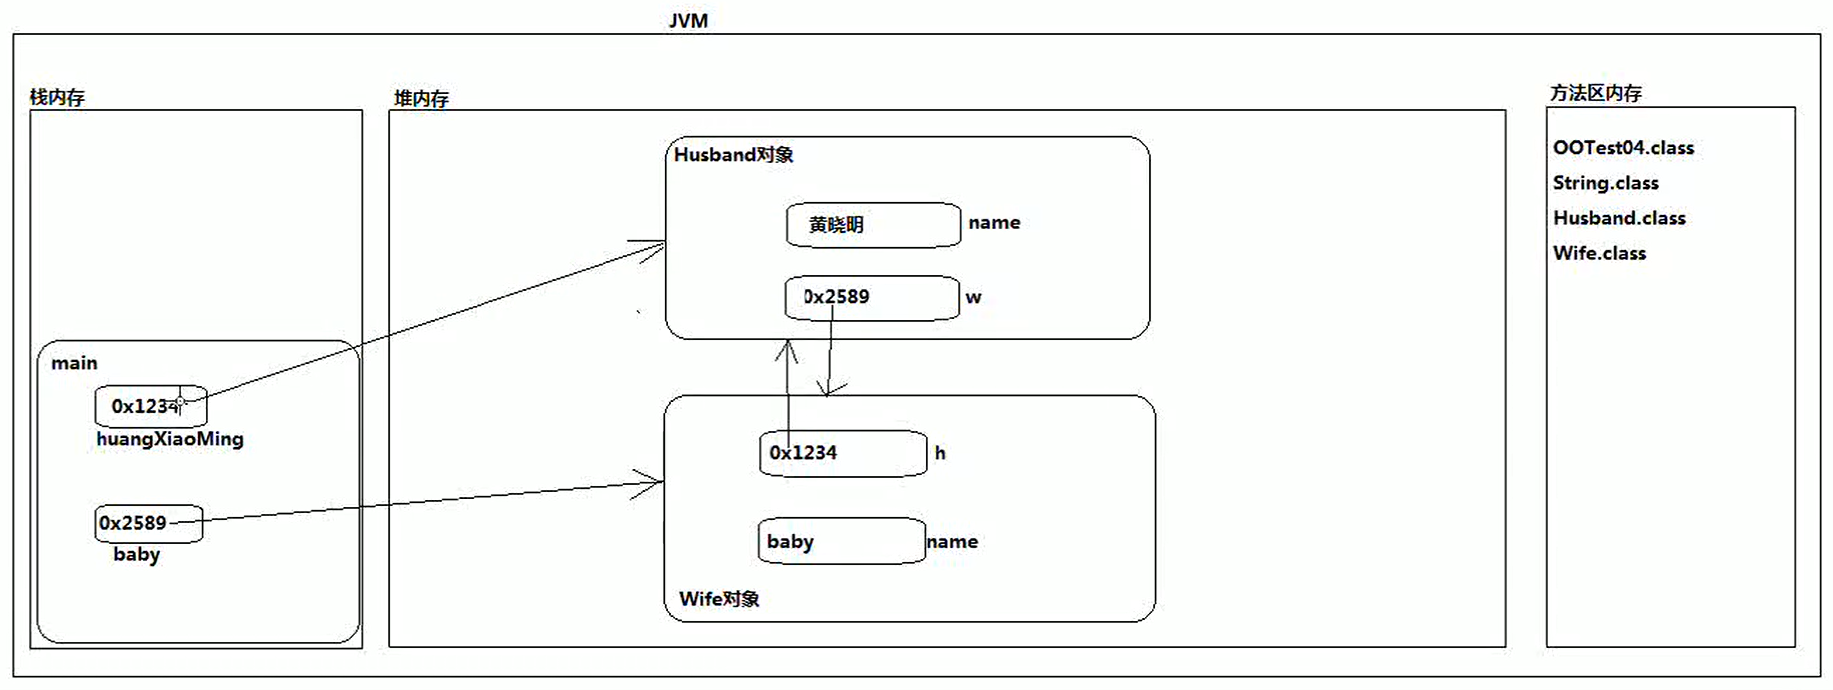 JVM
栈内存
main
0x1234
huangXiaoMing
0x2589
baby
堆内存
Husband对象
黄晓明 name
0x2589 w
0x1234 h
baby name
Wife对象
方法区内存
OOTest04.class
String.class
Husband.class
Wife.class